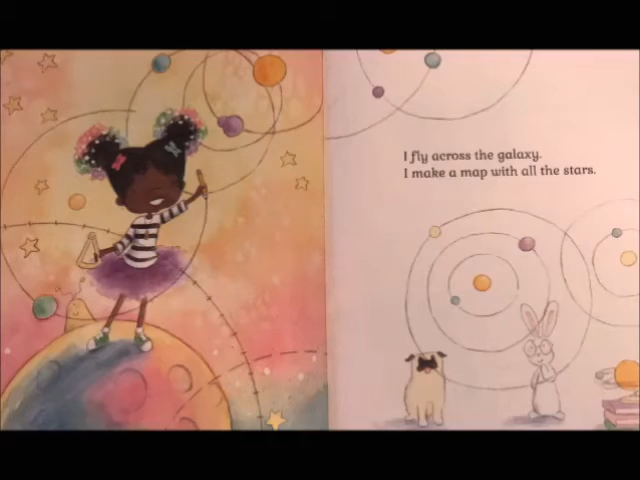 I fly across the galaxy.
I make a map with all the stars.